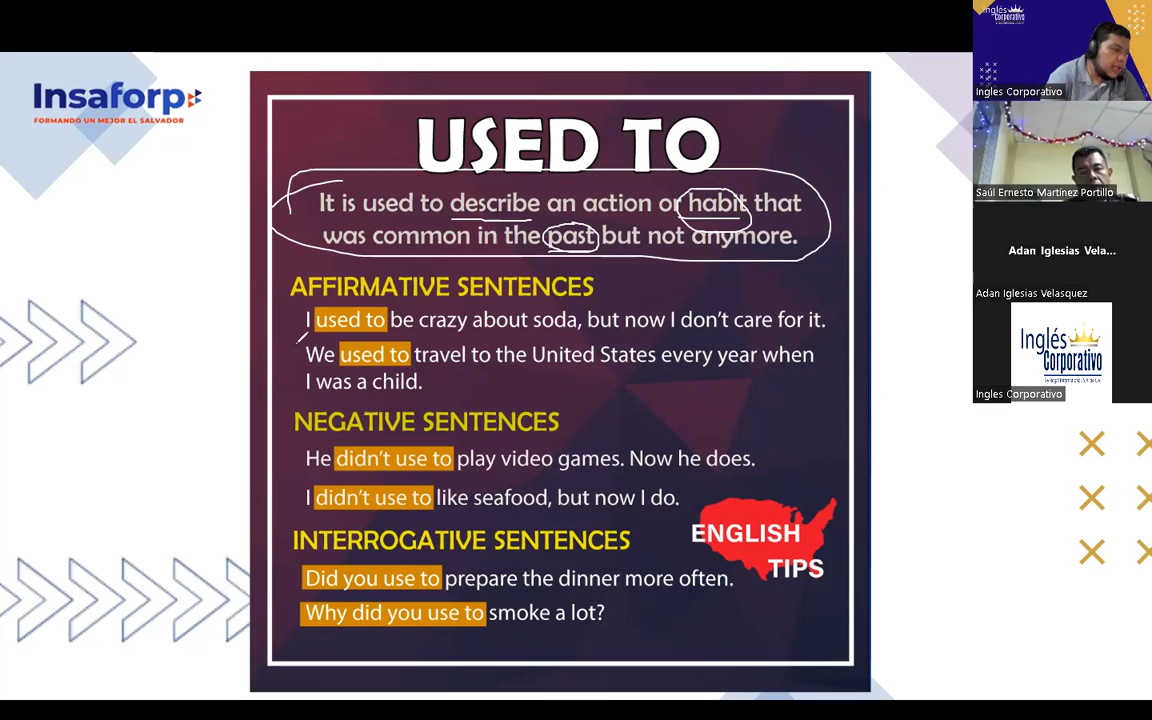 Insaforp
FORMANDO UN MEJOR EL SALVADOR
USED TO
It is used to describe an action or habit that
was common in the past but not anymore.
AFFIRMATIVE SENTENCES
I used to be crazy about soda, but now I don't care for it.
We used to travel to the United States every year when
I was a child.
NEGATIVE SENTENCES
He didn't use to play video games. Now he does.
I didn't use to like seafood, but now I do.
ENGLISH
TIPS
INTERROGATIVE SENTENCES
Did you use to prepare the dinner more often.
Why did you use to smoke a lot?
Inglés
Corporativo
Ingles Corporativo
Saúl Ernesto Martínez Portillo
Adan Iglesias Vela...
Adan Iglesias Velasquez
Inglés
Corporativo
Ingles Corporativo